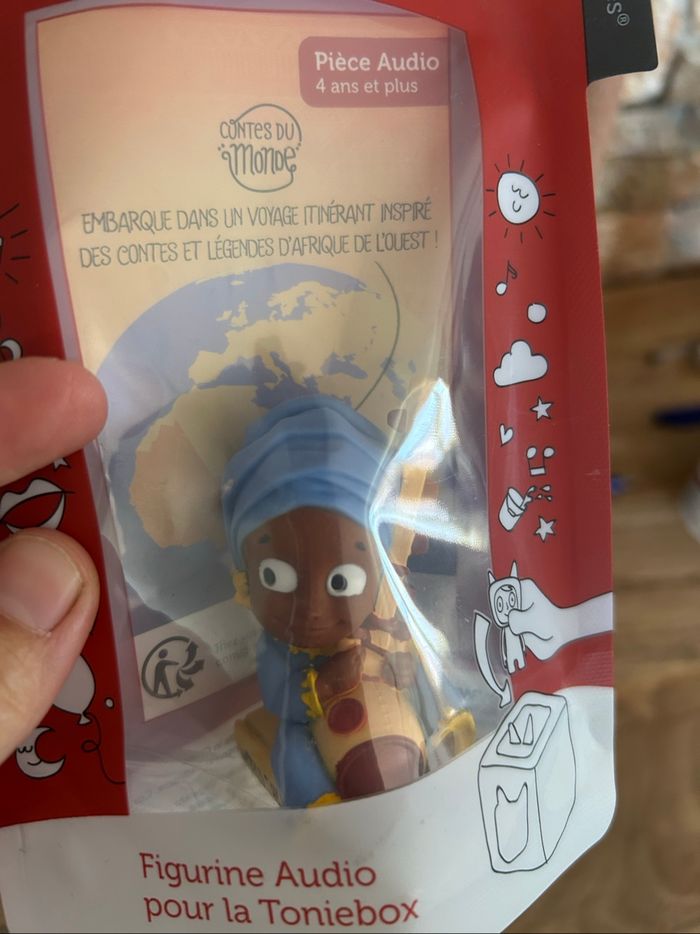 s®
Pièce Audio
4 ans et plus
CONTES DU
MONDE
EMBARQUE DANS UN VOYAGE ITINÉRANT INSPIRÉ
DES CONTES ET LÉGENDES D'AFRIQUE DE L'OUEST !
Figurine Audio
pour la Toniebox